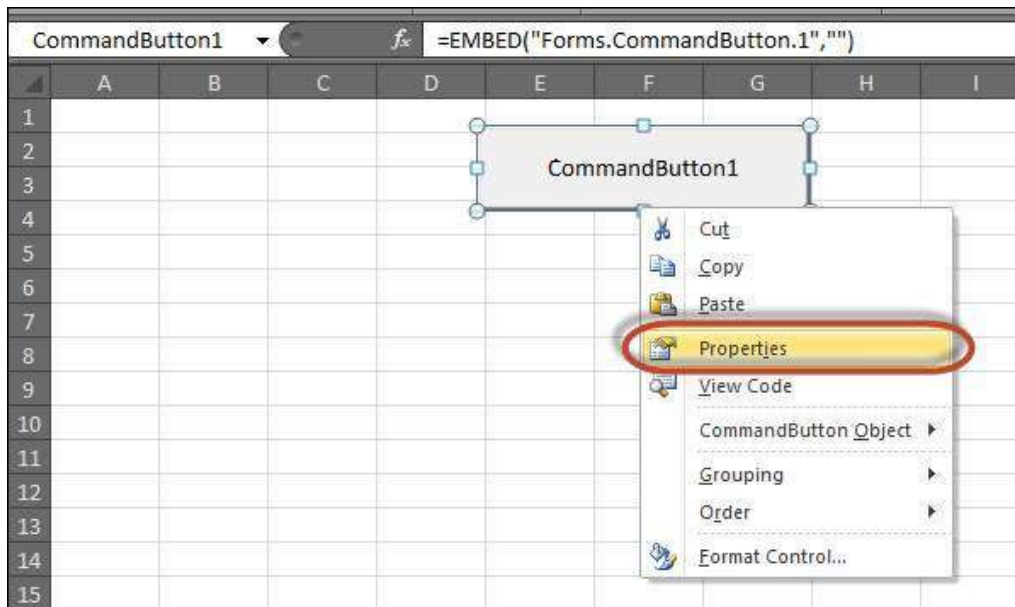 CommandButton1 fx =EMBED("Forms.CommandButton.1","")
A B C D E F G H I
1
2
CommandButton1
3
4
Cut
5
Copy
6
Paste
7
Properties
8
View Code
9
10
CommandButton Object
11
Grouping
12
Order
13
14
Format Control...
15